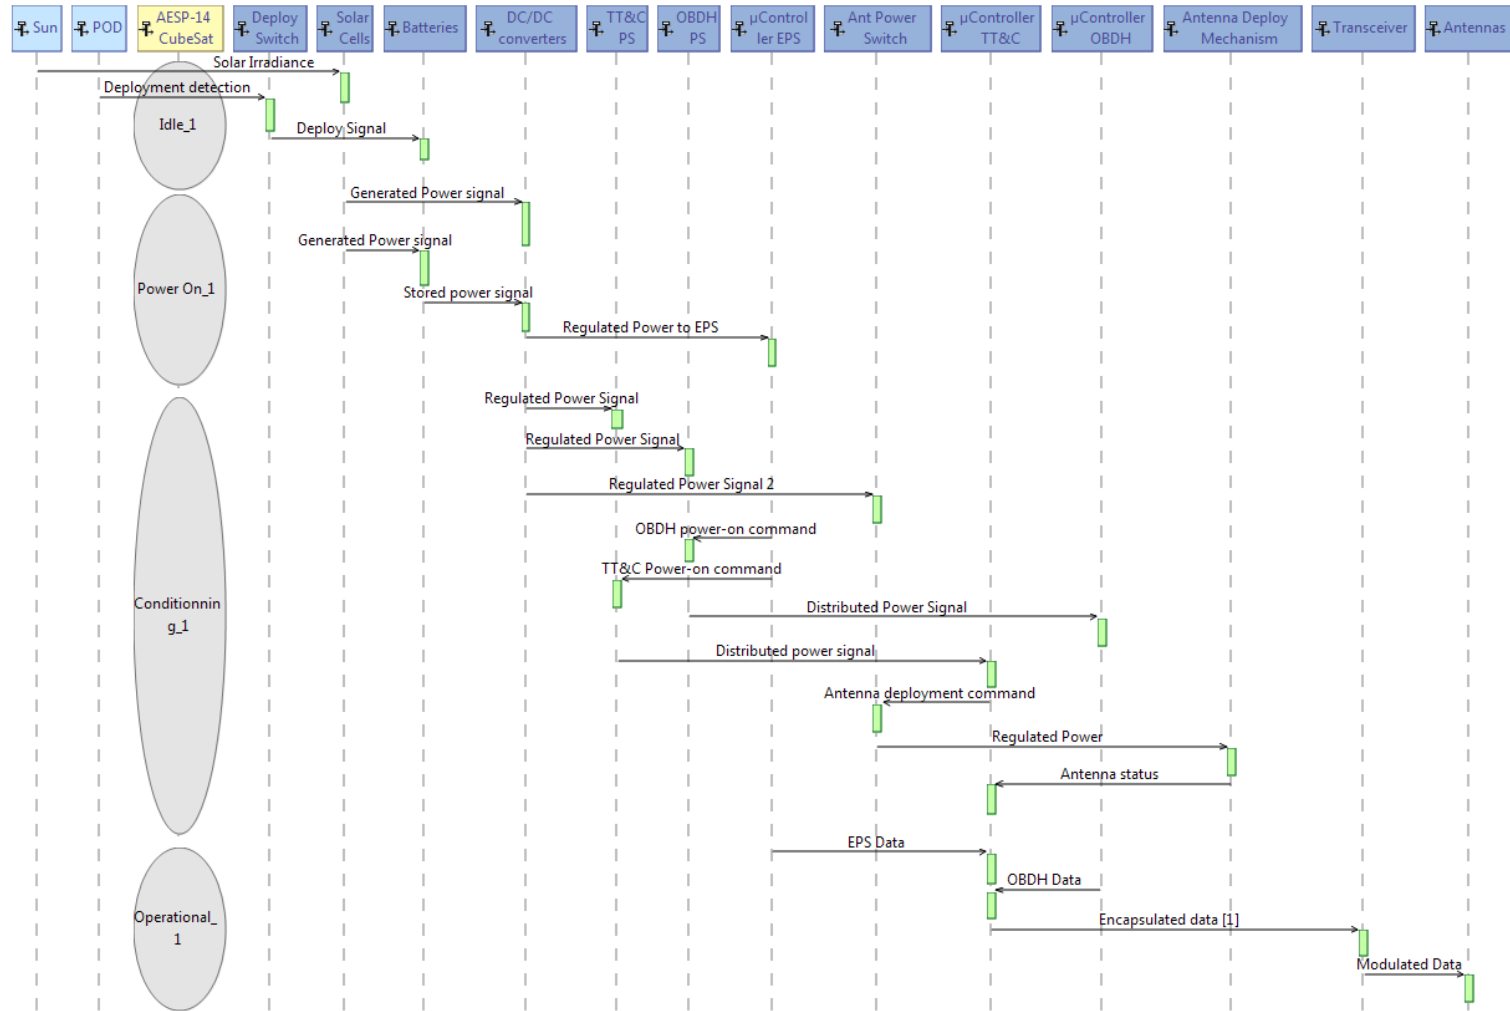 Sun
POD
AESP-14
CubeSat
Deploy
Switch
Solar
Cells
Batteries
DC/DC
converters
TT&C
PS
OBDH
PS
µControl
ler EPS
Ant Power
Switch
µController
TT&C
µController
OBDH
Antenna Deploy
Mechanism
Transceiver
Antennas
Solar Irradiance
Deployment detection
Idle_1
Deploy Signal
Generated Power signal
Generated Power signal
Power On_1
Stored power signal
Regulated Power to EPS
Regulated Power Signal
Regulated Power Signal
Regulated Power Signal 2
OBDH power-on command
TT&C Power-on command
Conditionnin
g_1
Distributed Power Signal
Distributed power signal
Antenna deployment command
Regulated Power
Antenna status
EPS Data
OBDH Data
Operational_
1
Encapsulated data [1]
Modulated Data